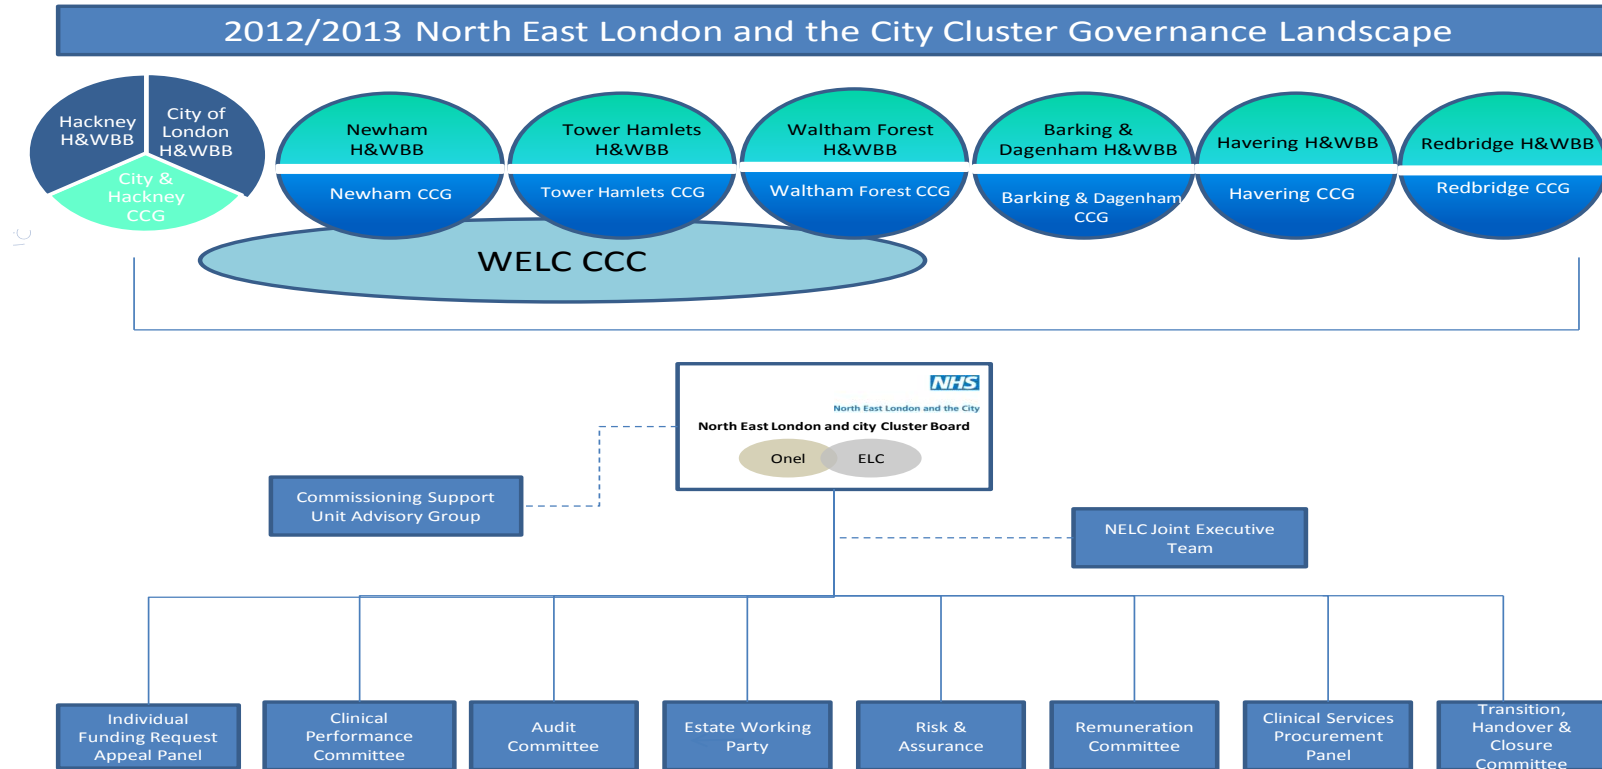 2012/2013 North East London and the City Cluster Governance Landscape
Hackney
H&WBB
City of
London
H&WBB
City &
Hackney
CCG
Newham
H&WBB
Newham CCG
Tower Hamlets
H&WBB
Tower Hamlets CCG
Waltham Forest
H&WBB
Waltham Forest CCG
Barking &
Dagenham H&WBB
Barking & Dagenham
CCG
Havering H&WBB
Havering CCG
Redbridge H&WBB
Redbridge CCG
WELC CCC
NHS
North East London and the City
North East London and city Cluster Board
Onel
ELC
Commissioning Support
Unit Advisory Group
NELC Joint Executive
Team
Individual
Funding Request
Appeal Panel
Clinical
Performance
Committee
Audit
Committee
Estate Working
Party
Risk &
Assurance
Remuneration
Committee
Clinical Services
Procurement
Panel
Transition,
Handover &
Closure
Committee